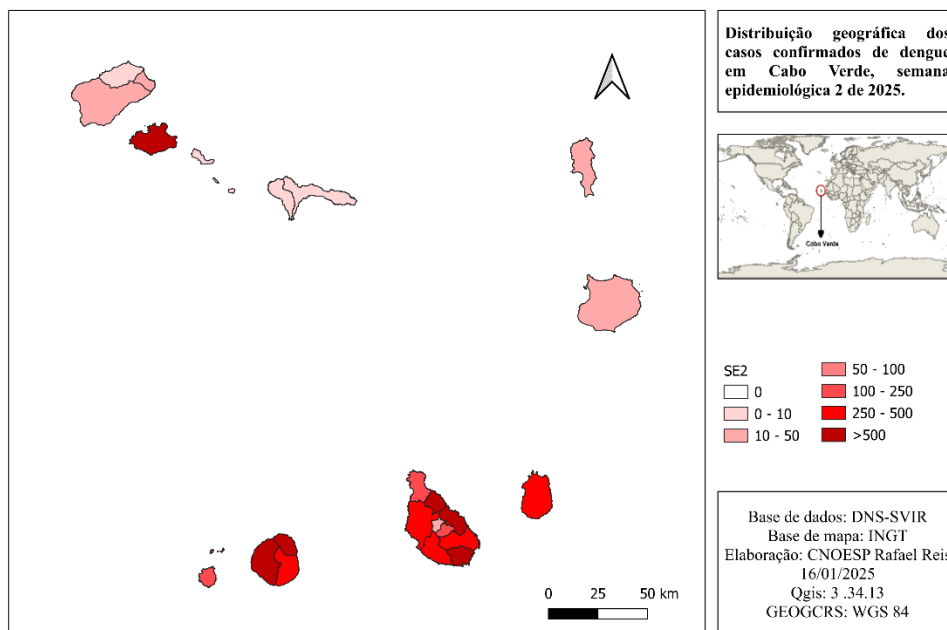 Distribuição geográfica dos
casos confirmados de dengue
em Cabo Verde, semana
epidemiológica 2 de 2025.
Cabo Verde
SE2
0
0 - 10
10 - 50
50 - 100
100 - 250
250 - 500
>500
0 25 50 km
Base de dados: DNS-SVIR
Base de mapa: INGT
Elaboração: CNOESP Rafael Reis
16/01/2025
Qgis: 3 .34.13
GEOGCRS: WGS 84